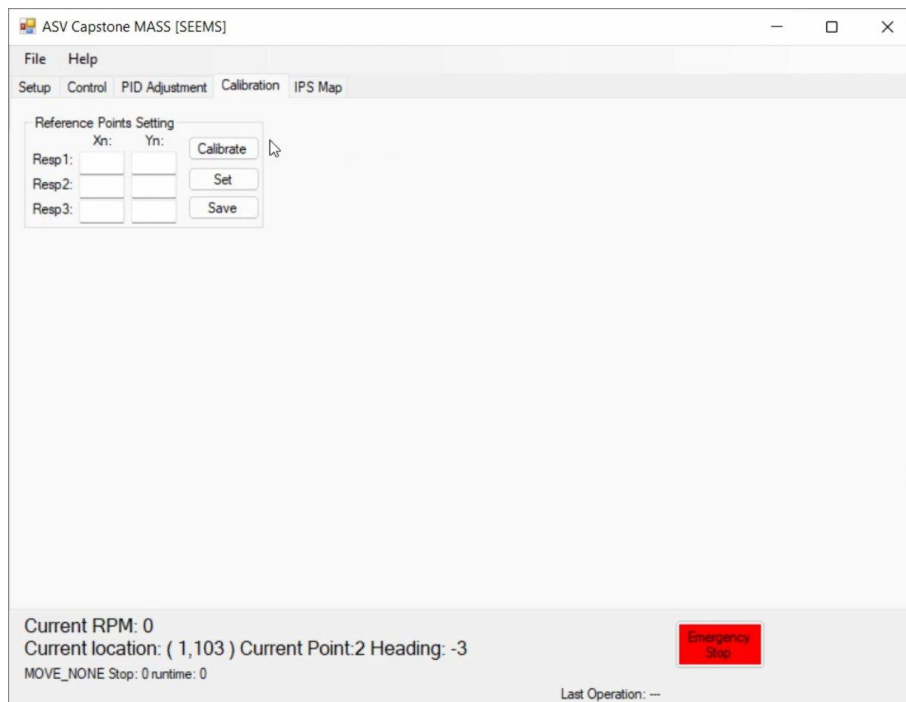 ASV Capstone MASS [SEEMS]
File Help
Setup Control PID Adjustment Calibration IPS Map
Reference Points Setting
Xn: Yn:
Calibrate
Resp1:
Set
Resp2:
Save
Resp3:
Current RPM: 0
Current location: ( 1,103 ) Current Point:2 Heading: -3
MOVE_NONE Stop: 0 runtime: 0
Emergency
Stop
Last Operation: ---